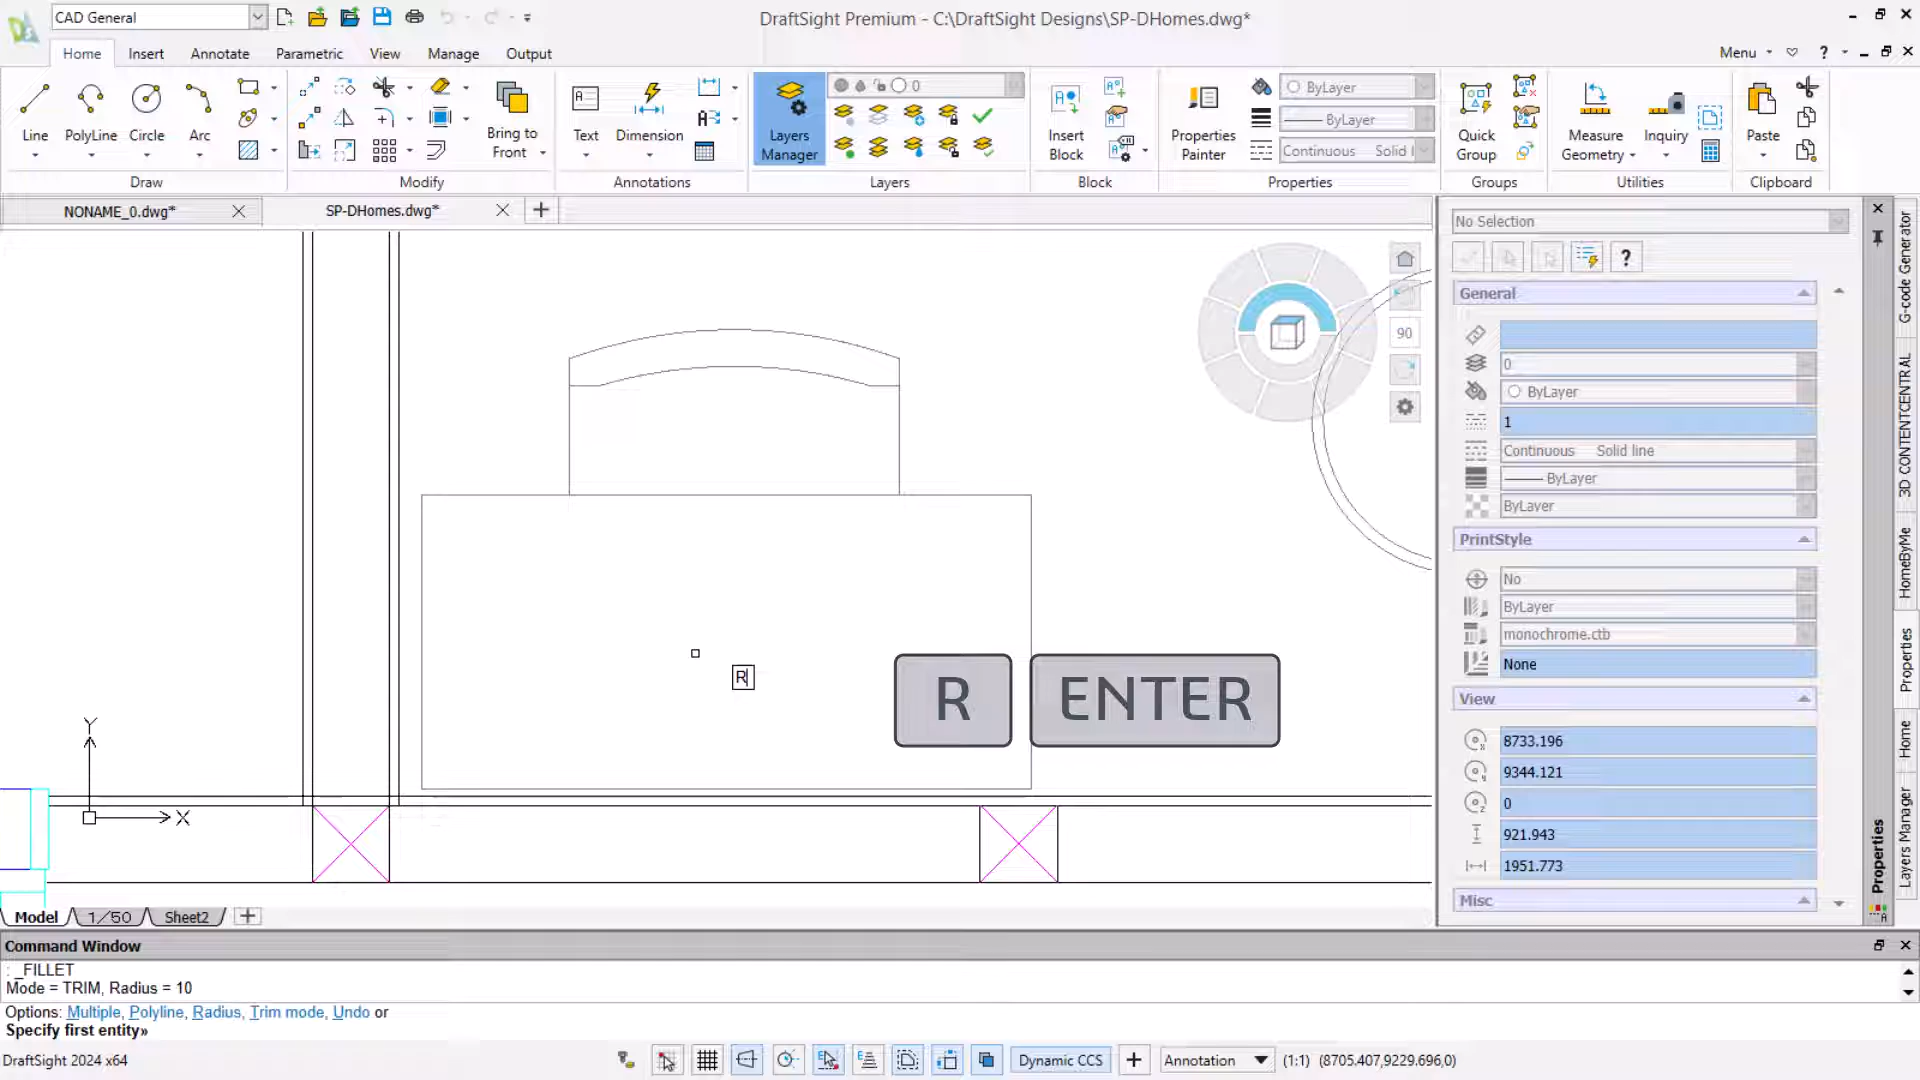 CAD General
DraftSight Premium - C:\DraftSight Designs\SP-DHomes.dwg*
Home
Insert
Annotate
Parametric
View
Manage
Output
Menu
?
Line
PolyLine
Circle
Arc
Draw
Bring to
Front
Modify
Text
Dimension
Annotations
Layers
Manager
0
Layers
Insert
Block
Block
Properties
Painter
ByLayer
ByLayer
Continuous Solid l
Properties
Quick
Group
Groups
Measure
Geometry
Inquiry
Utilities
Paste
Clipboard
NONAME_0.dwg*
SP-DHomes.dwg*
90
R
R
ENTER
Y
X
No Selection
?
General
0
ByLayer
1
Continuous Solid line
ByLayer
ByLayer
PrintStyle
No
ByLayer
monochrome.ctb
None
View
8733.196
9344.121
0
921.943
1951.773
Misc
Properties
G-code Generator
3D CONTENTCENTRAL
HomeByMe
Properties
Home
Layers Manager
Model
1/50
Sheet2
Command Window
: _FILLET
Mode = TRIM, Radius = 10
Options: Multiple, Polyline, Radius, Trim mode, Undo or
Specify first entity»
DraftSight 2024 x64
Dynamic CCS
Annotation
(1:1)
(8705.407,9229.696,0)